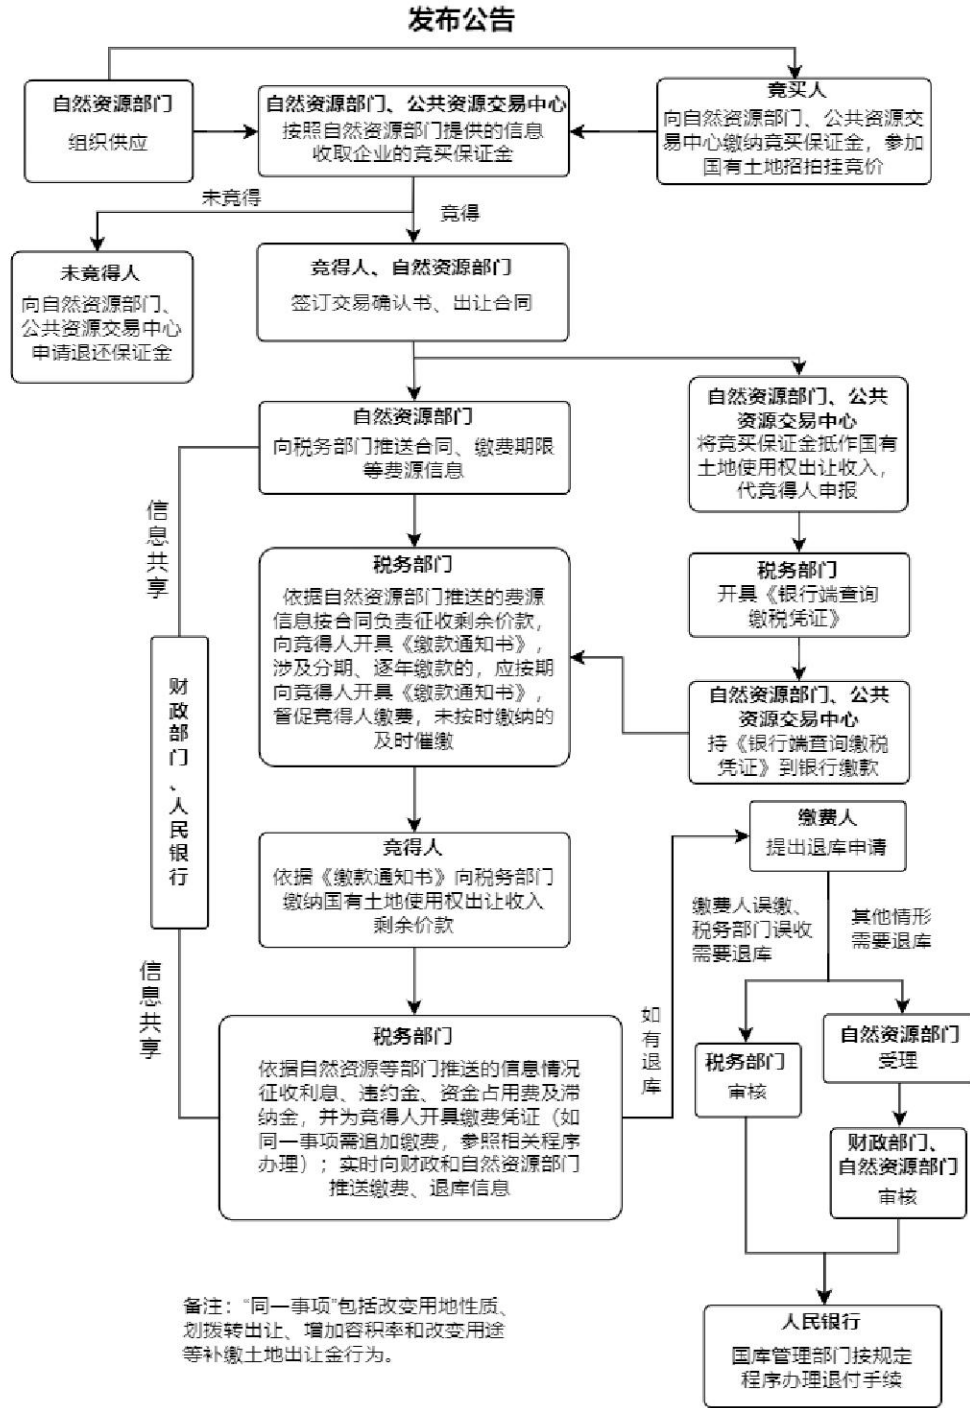 发布公告
自然资源部门
组织供应
自然资源部门、公共资源交易中心
按照自然资源部门提供的信息
收取企业的竞买保证金
竞买人
向自然资源部门、公共资源交
易中心缴纳竞买保证金，参加
国有土地招拍挂竞价
未竞得
竞得
未竞得人
向自然资源部门、
公共资源交易中心
申请退还保证金
竞得人、自然资源部门
签订交易确认书、出让合同
自然资源部门
向税务部门推送合同、缴费期限
等费源信息
自然资源部门、公共
资源交易中心
将竞买保证金抵作国有
土地使用权出让收入，
代竞得人申报
信息共享
税务部门
依据自然资源部门推送的费源
信息按合同负责征收剩余价款，
向竞得人开具《缴款通知书》，
涉及分期、逐年缴款的，应按期
向竞得人开具《缴款通知书》，
督促竞得人缴费，未按时缴纳的
及时催缴
税务部门
开具《银行端查询
缴税凭证》
自然资源部门、公共
资源交易中心
持《银行端查询缴税
凭证》到银行缴款
财政部门、人民银行
竞得人
依据《缴款通知书》向税务部门
缴纳国有土地使用权出让收入
剩余价款
缴费人
提出退库申请
缴费人误缴、
税务部门误收
需要退库
其他情形
需要退库
信息共享
税务部门
依据自然资源等部门推送的信息情况
征收利息、违约金、资金占用费及滞
纳金，并为竞得人开具缴费凭证（如
同一事项需追加缴费，参照相关程序
办理）；实时向财政和自然资源部门
推送缴费、退库信息
如有退库
税务部门
审核
自然资源部门
受理
财政部门、
自然资源部门
审核
人民银行
国库管理部门按规定
程序办理退付手续
备注：“同一事项”包括改变用地性质、
划拨转出让、增加容积率和改变用途
等补缴土地出让金行为。